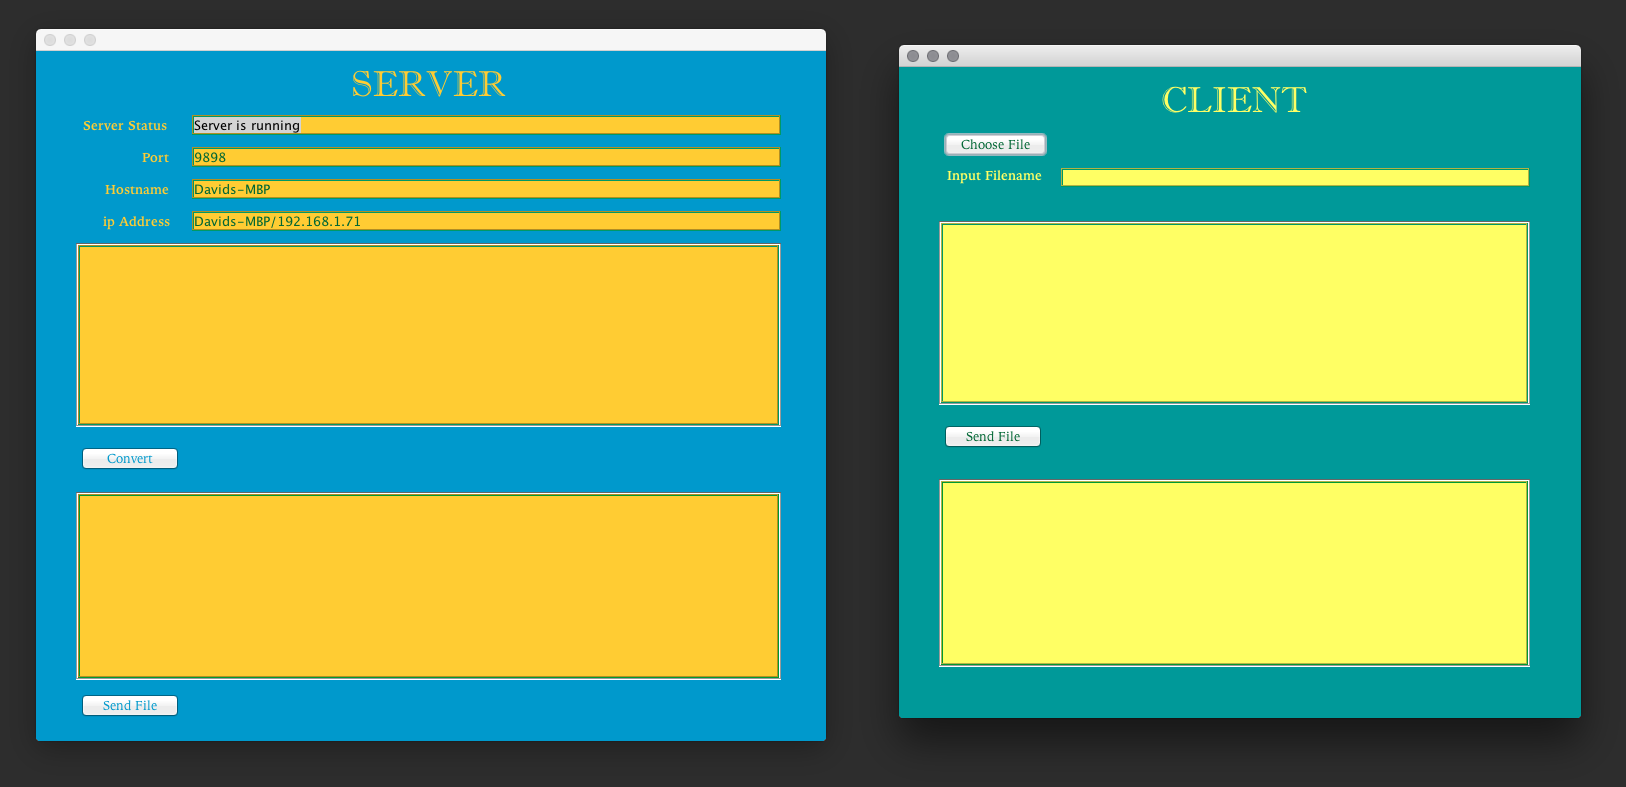 SERVER
Server Status Server is running
Port 9898
Hostname Davids-MBP
ip Address Davids-MBP/192.168.1.71
Convert
Send File
CLIENT
Choose File
Input Filename
Send File